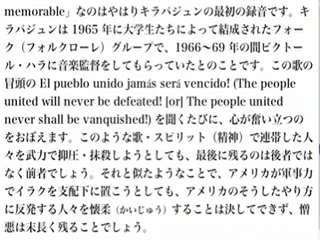 memorable」なのはやはりキラパジュンの最初の録音です。キ
ラパジュンは 1965 年に大学生たちによって結成されたフォー
ク（フォルクローレ）グループで、1966〜69 年の間ビクトー
ル・ハラに音楽監督をしてもらっていたとのことです。この歌の
冒頭の El pueblo unido jamás será vencido! (The people
united will never be defeated! [or] The people united
never shall be vanquished!) を聞くたびに、心が奮い立つの
をおぼえます。このような歌・スピリット（精神）で連帯した人
々を武力で抑圧・抹殺しようとしても、最後に残るのは後者では
なく前者でしょう。それと似たようなことで、アメリカが軍事力
でイラクを支配下に置こうとしても、アメリカのそうしたやり方
に反発する人々を懐柔（かいじゅう）することは決してできず、憎
悪は末長く残ることでしょう。